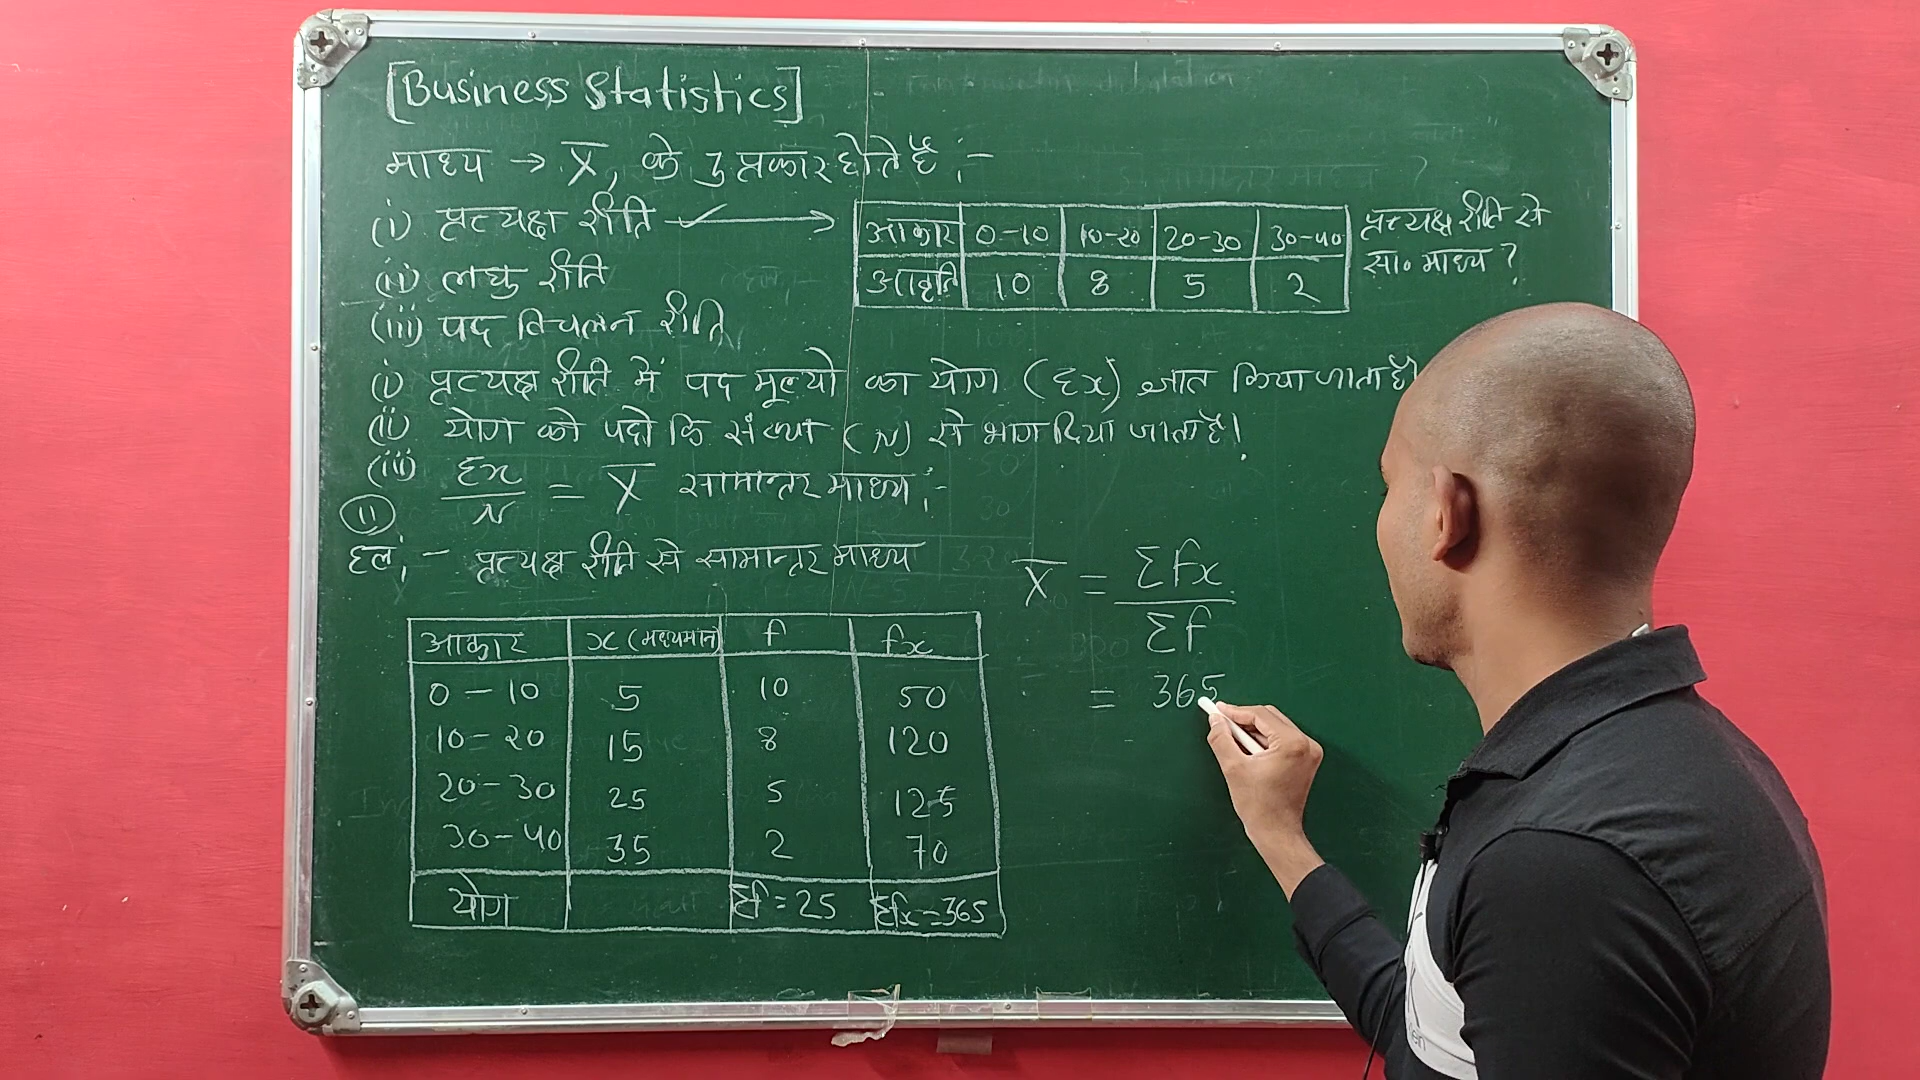 [Business Statistics]
माध्य → X̅, के 3 प्रकार होते हैं :-
(i) प्रत्यक्ष रीति
(ii) लघु रीति
(iii) पद विचलन रीति
आकार 0-10 10-20 20-30 30-40
आवृति 10 8 5 2
प्रत्यक्ष रीति से
सा० माध्य ?
(i) प्रत्यक्ष रीति में पद मूल्यो का योग (Σx) ज्ञात किया जाता है।
(ii) योग को पदो कि संख्या (N) से भाग दिया जाता है!
(iii) Σx/N = X̅ सामान्तर माध्य :-
(11)
हल :- प्रत्यक्ष रीति से सामान्तर माध्य
आकार x (मध्यमान) f fx
0-10 5 10 50
10-20 15 8 120
20-30 25 5 125
30-40 35 2 70
योग Σf=25 Σfx=365
X̅ = Σfx/Σf
= 365